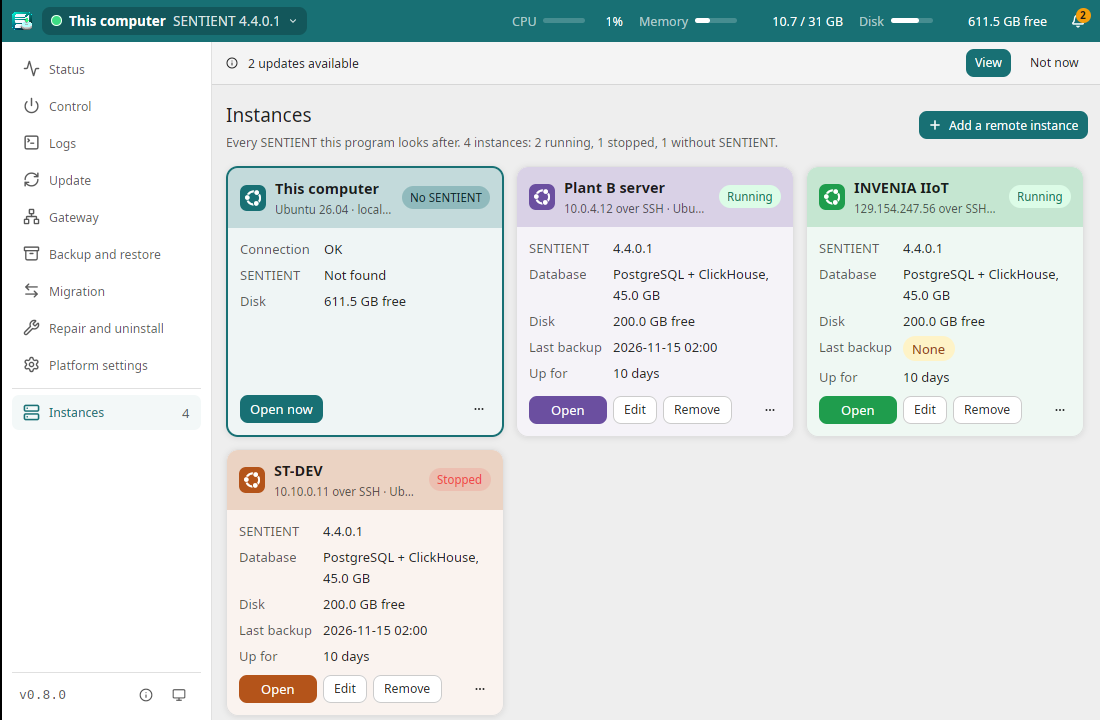 This computer SENTIENT 4.4.0.1
CPU 1% Memory 10.7 / 31 GB Disk 611.5 GB free 2
Status
Control
Logs
Update
Gateway
Backup and restore
Migration
Repair and uninstall
Platform settings
Instances 4
v0.8.0
2 updates available View Not now
Instances
Every SENTIENT this program looks after. 4 instances: 2 running, 1 stopped, 1 without SENTIENT.
+ Add a remote instance
This computer
Ubuntu 26.04 · local...
No SENTIENT
Connection OK
SENTIENT Not found
Disk 611.5 GB free
Open now ...
Plant B server
10.0.4.12 over SSH · Ubu...
Running
SENTIENT 4.4.0.1
Database PostgreSQL + ClickHouse,
45.0 GB
Disk 200.0 GB free
Last backup 2026-11-15 02:00
Up for 10 days
Open Edit Remove ...
INVENIA IIoT
129.154.247.56 over SSH...
Running
SENTIENT 4.4.0.1
Database PostgreSQL + ClickHouse,
45.0 GB
Disk 200.0 GB free
Last backup None
Up for 10 days
Open Edit Remove ...
ST-DEV
10.10.0.11 over SSH · Ub...
Stopped
SENTIENT 4.4.0.1
Database PostgreSQL + ClickHouse,
45.0 GB
Disk 200.0 GB free
Last backup 2026-11-15 02:00
Up for 10 days
Open Edit Remove ...